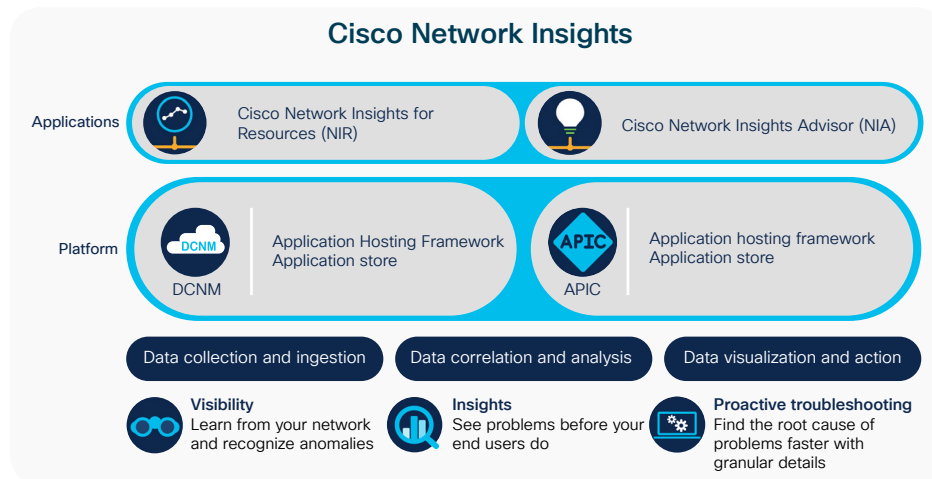 Cisco Network Insights
Applications
Cisco Network Insights for
Resources (NIR)
Cisco Network Insights Advisor (NIA)
Platform
DCNM
DCNM
Application Hosting Framework
Application store
APIC
APIC
Application hosting framework
Application store
Data collection and ingestion
Data correlation and analysis
Data visualization and action
Visibility
Learn from your network
and recognize anomalies
Insights
See problems before your
end users do
Proactive troubleshooting
Find the root cause of
problems faster with
granular details